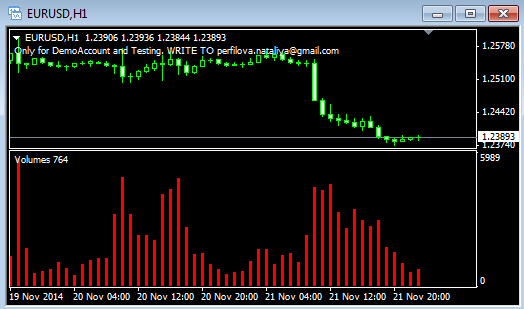 EURUSD,H1
EURUSD,H1 1.23906 1.23936 1.23844 1.23893
Only for DemoAccount and Testing. WRITE TO perfilova.nataliya@gmail.com
1.25780
1.25100
1.24420
1.23893
1.23740
Volumes 764
5989
0
19 Nov 2014 20 Nov 04:00 20 Nov 12:00 20 Nov 20:00 21 Nov 04:00 21 Nov 12:00 21 Nov 20:00